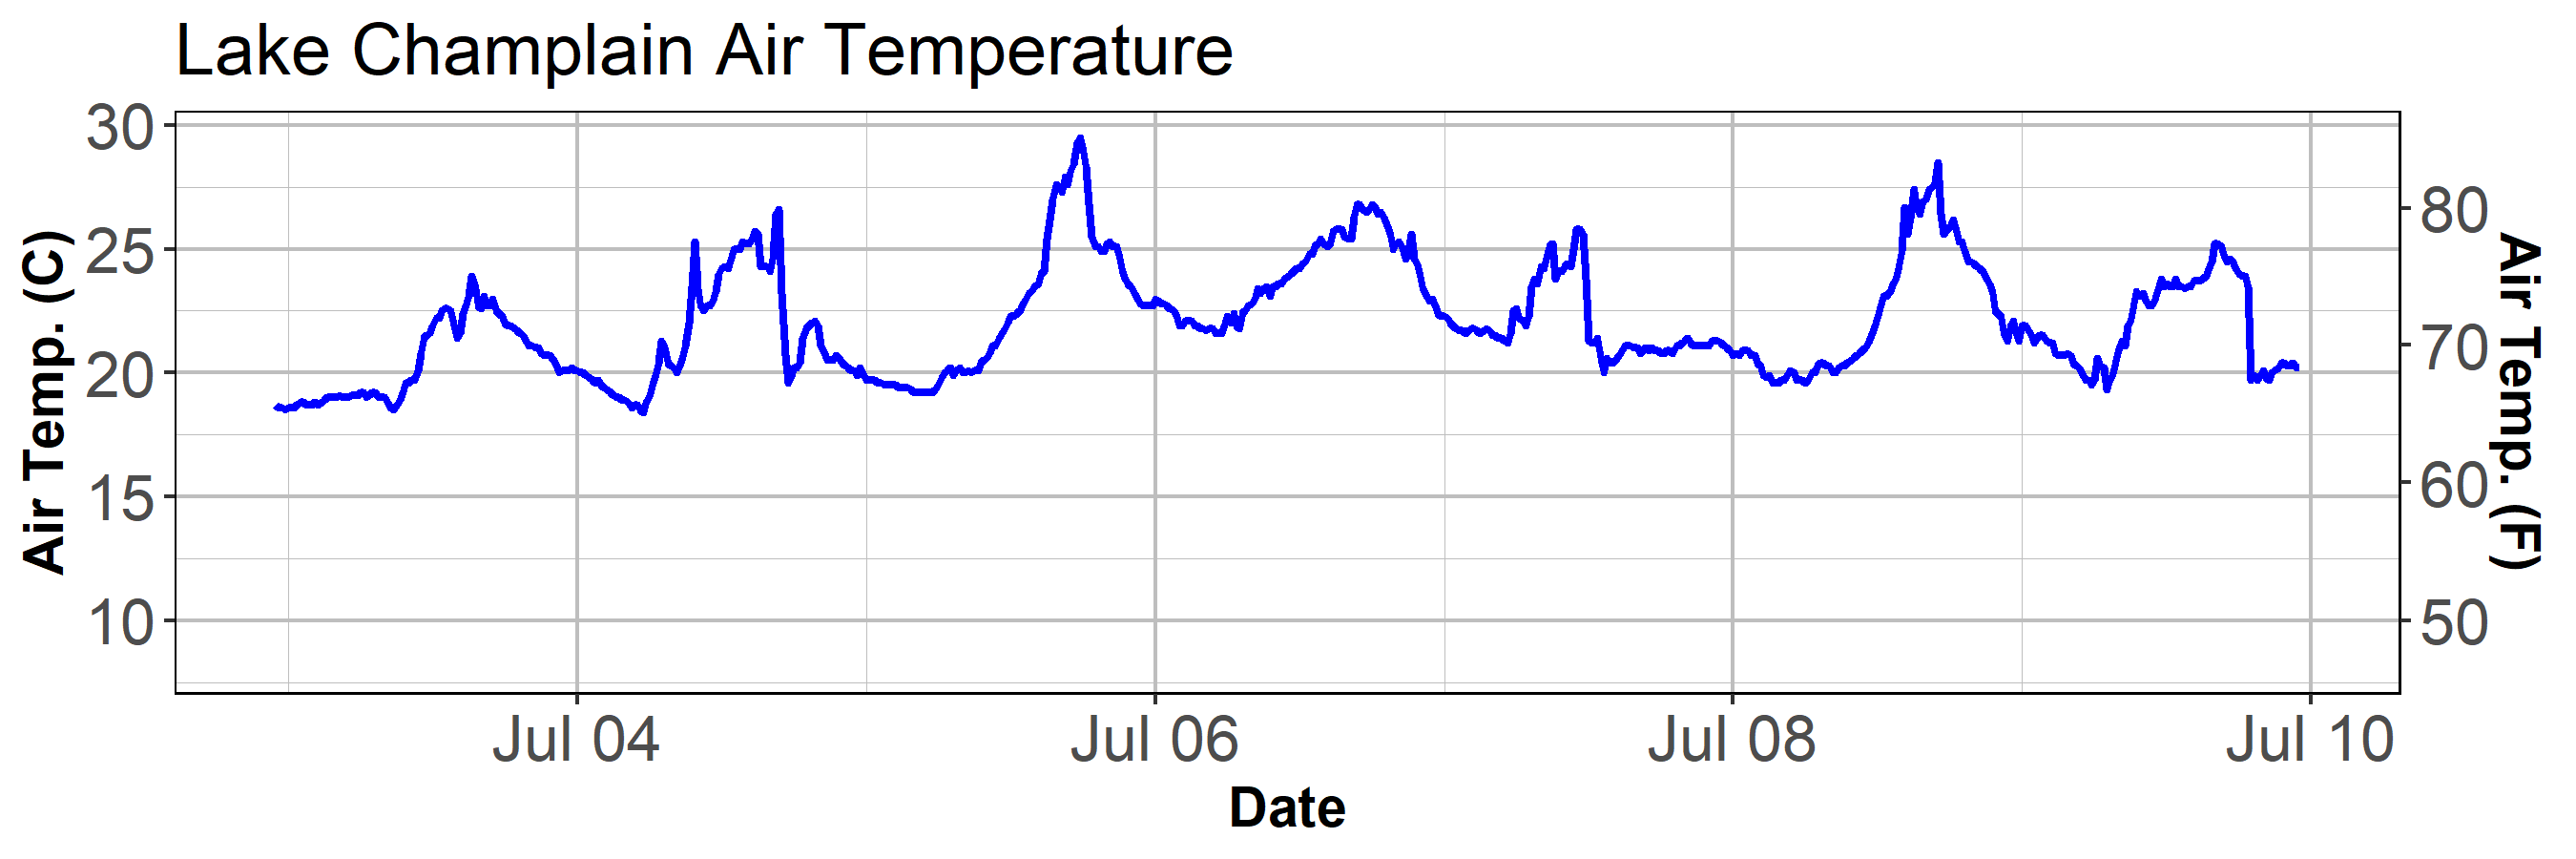 Lake Champlain Air Temperature
30
25
20
15
10
Air Temp. (C)
80
70
60
50
Air Temp. (F)
Jul 04 Jul 06 Jul 08 Jul 10
Date